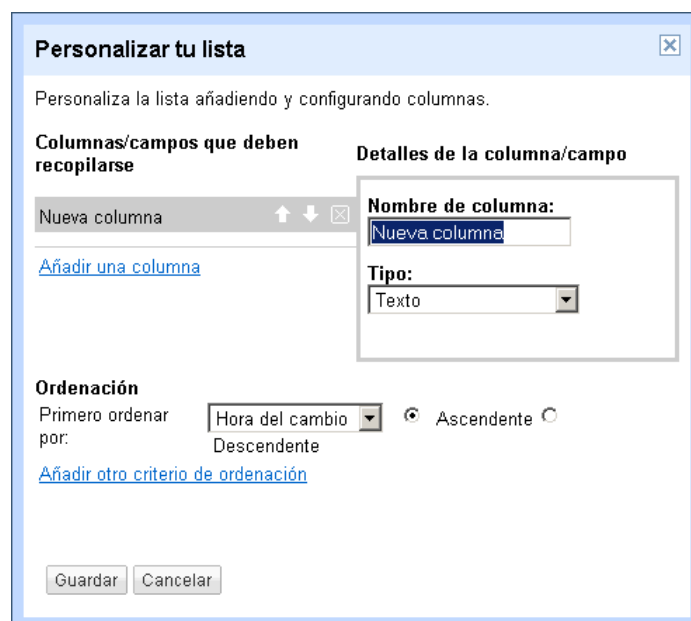 Personalizar tu lista
Personaliza la lista añadiendo y configurando columnas.
Columnas/campos que deben
recopilarse
Nueva columna
Añadir una columna
Detalles de la columna/campo
Nombre de columna:
Nueva columna
Tipo:
Texto
Ordenación
Primero ordenar
por:
Hora del cambio
Ascendente
Descendente
Añadir otro criterio de ordenación
Guardar
Cancelar